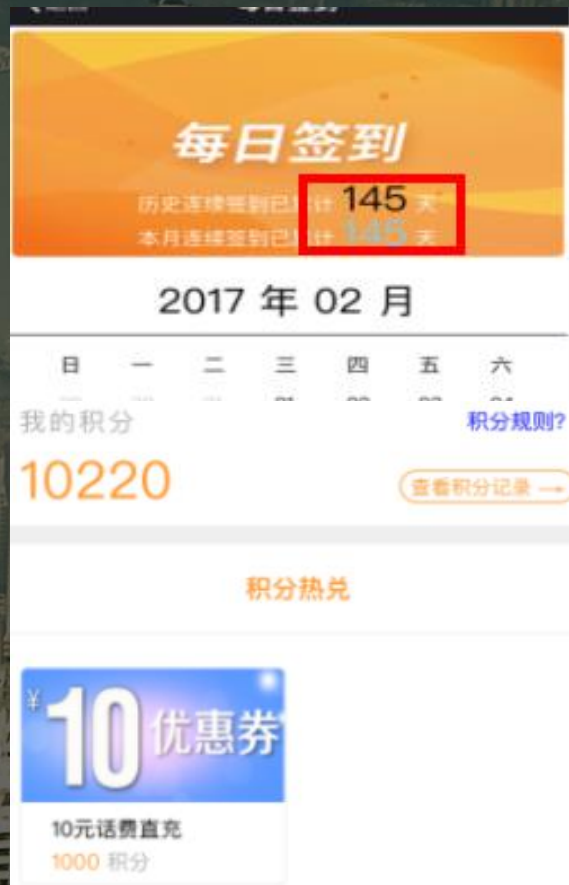 每日签到
历史连续签到已累计 145 天
本月连续签到已累计 145 天
2017 年 02 月
日 一 二 三 四 五 六
我的积分 积分规则?
10220 查看积分记录 →
积分热兑
¥10优惠券
10元话费直充
1000 积分